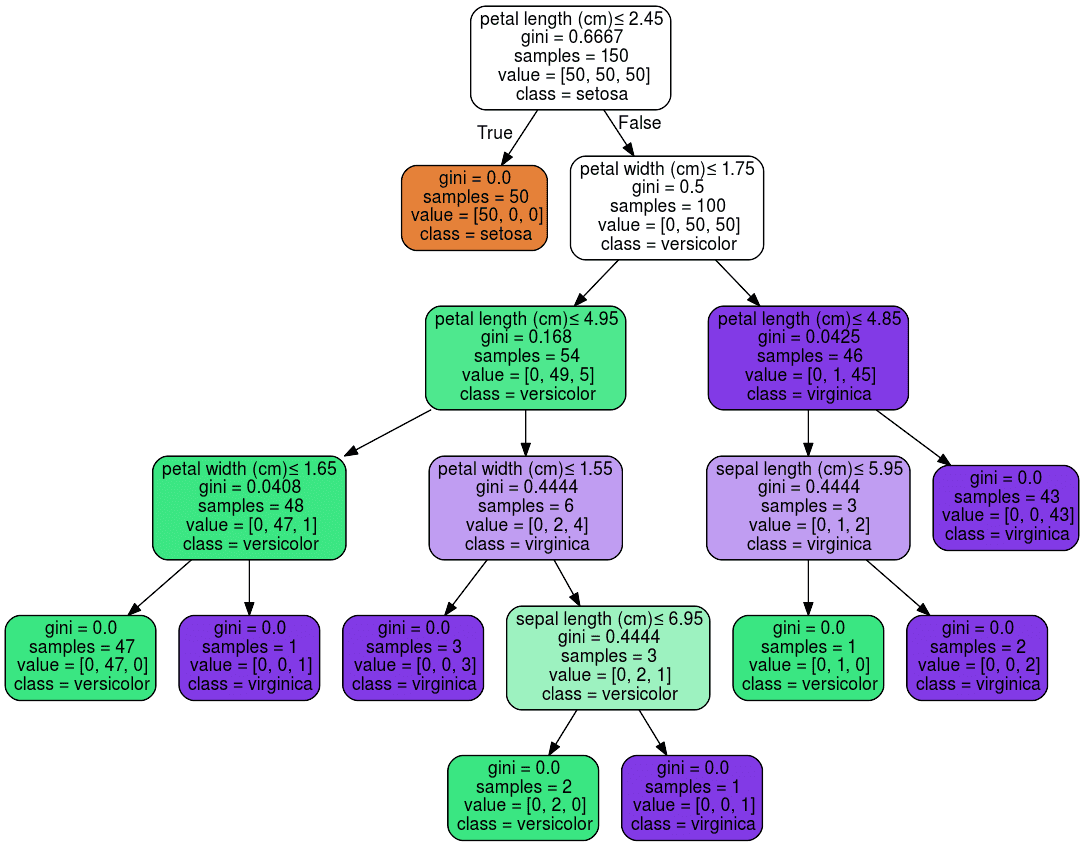 petal length (cm)≤ 2.45
gini = 0.6667
samples = 150
value = [50, 50, 50]
class = setosa
True
False
gini = 0.0
samples = 50
value = [50, 0, 0]
class = setosa
petal width (cm)≤ 1.75
gini = 0.5
samples = 100
value = [0, 50, 50]
class = versicolor
petal length (cm)≤ 4.95
gini = 0.168
samples = 54
value = [0, 49, 5]
class = versicolor
petal length (cm)≤ 4.85
gini = 0.0425
samples = 46
value = [0, 1, 45]
class = virginica
petal width (cm)≤ 1.65
gini = 0.0408
samples = 48
value = [0, 47, 1]
class = versicolor
petal width (cm)≤ 1.55
gini = 0.4444
samples = 6
value = [0, 2, 4]
class = virginica
sepal length (cm)≤ 5.95
gini = 0.4444
samples = 3
value = [0, 1, 2]
class = virginica
gini = 0.0
samples = 43
value = [0, 0, 43]
class = virginica
gini = 0.0
samples = 47
value = [0, 47, 0]
class = versicolor
gini = 0.0
samples = 1
value = [0, 0, 1]
class = virginica
gini = 0.0
samples = 3
value = [0, 0, 3]
class = virginica
sepal length (cm)≤ 6.95
gini = 0.4444
samples = 3
value = [0, 2, 1]
class = versicolor
gini = 0.0
samples = 1
value = [0, 1, 0]
class = versicolor
gini = 0.0
samples = 2
value = [0, 0, 2]
class = virginica
gini = 0.0
samples = 2
value = [0, 2, 0]
class = versicolor
gini = 0.0
samples = 1
value = [0, 0, 1]
class = virginica